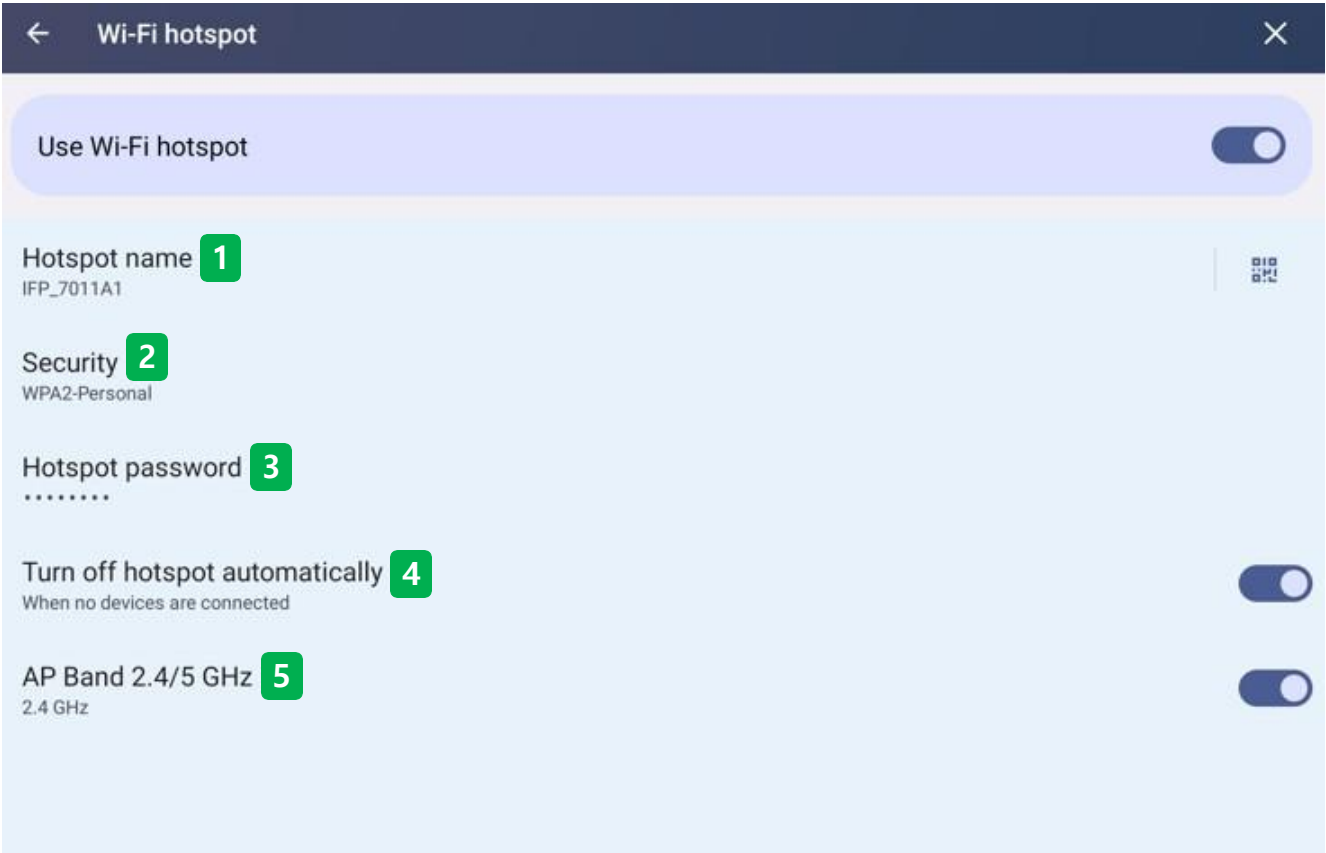 Wi-Fi hotspot
Use Wi-Fi hotspot
Hotspot name 1
IFP_7011A1
Security 2
WPA2-Personal
Hotspot password 3
••••••••
Turn off hotspot automatically 4
When no devices are connected
AP Band 2.4/5 GHz 5
2.4 GHz